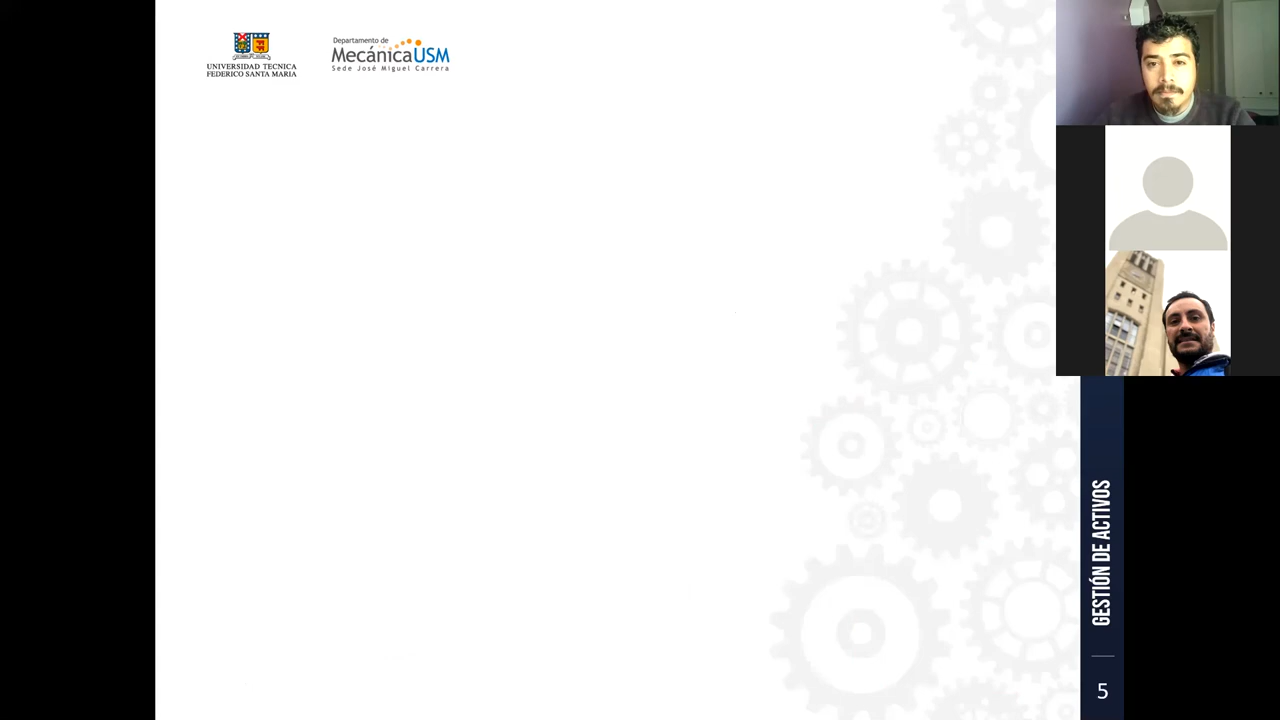 UNIVERSIDAD TECNICA
FEDERICO SANTA MARIA
Departamento de
MecánicaUSM
Sede José Miguel Carrera
GESTIÓN DE ACTIVOS
5